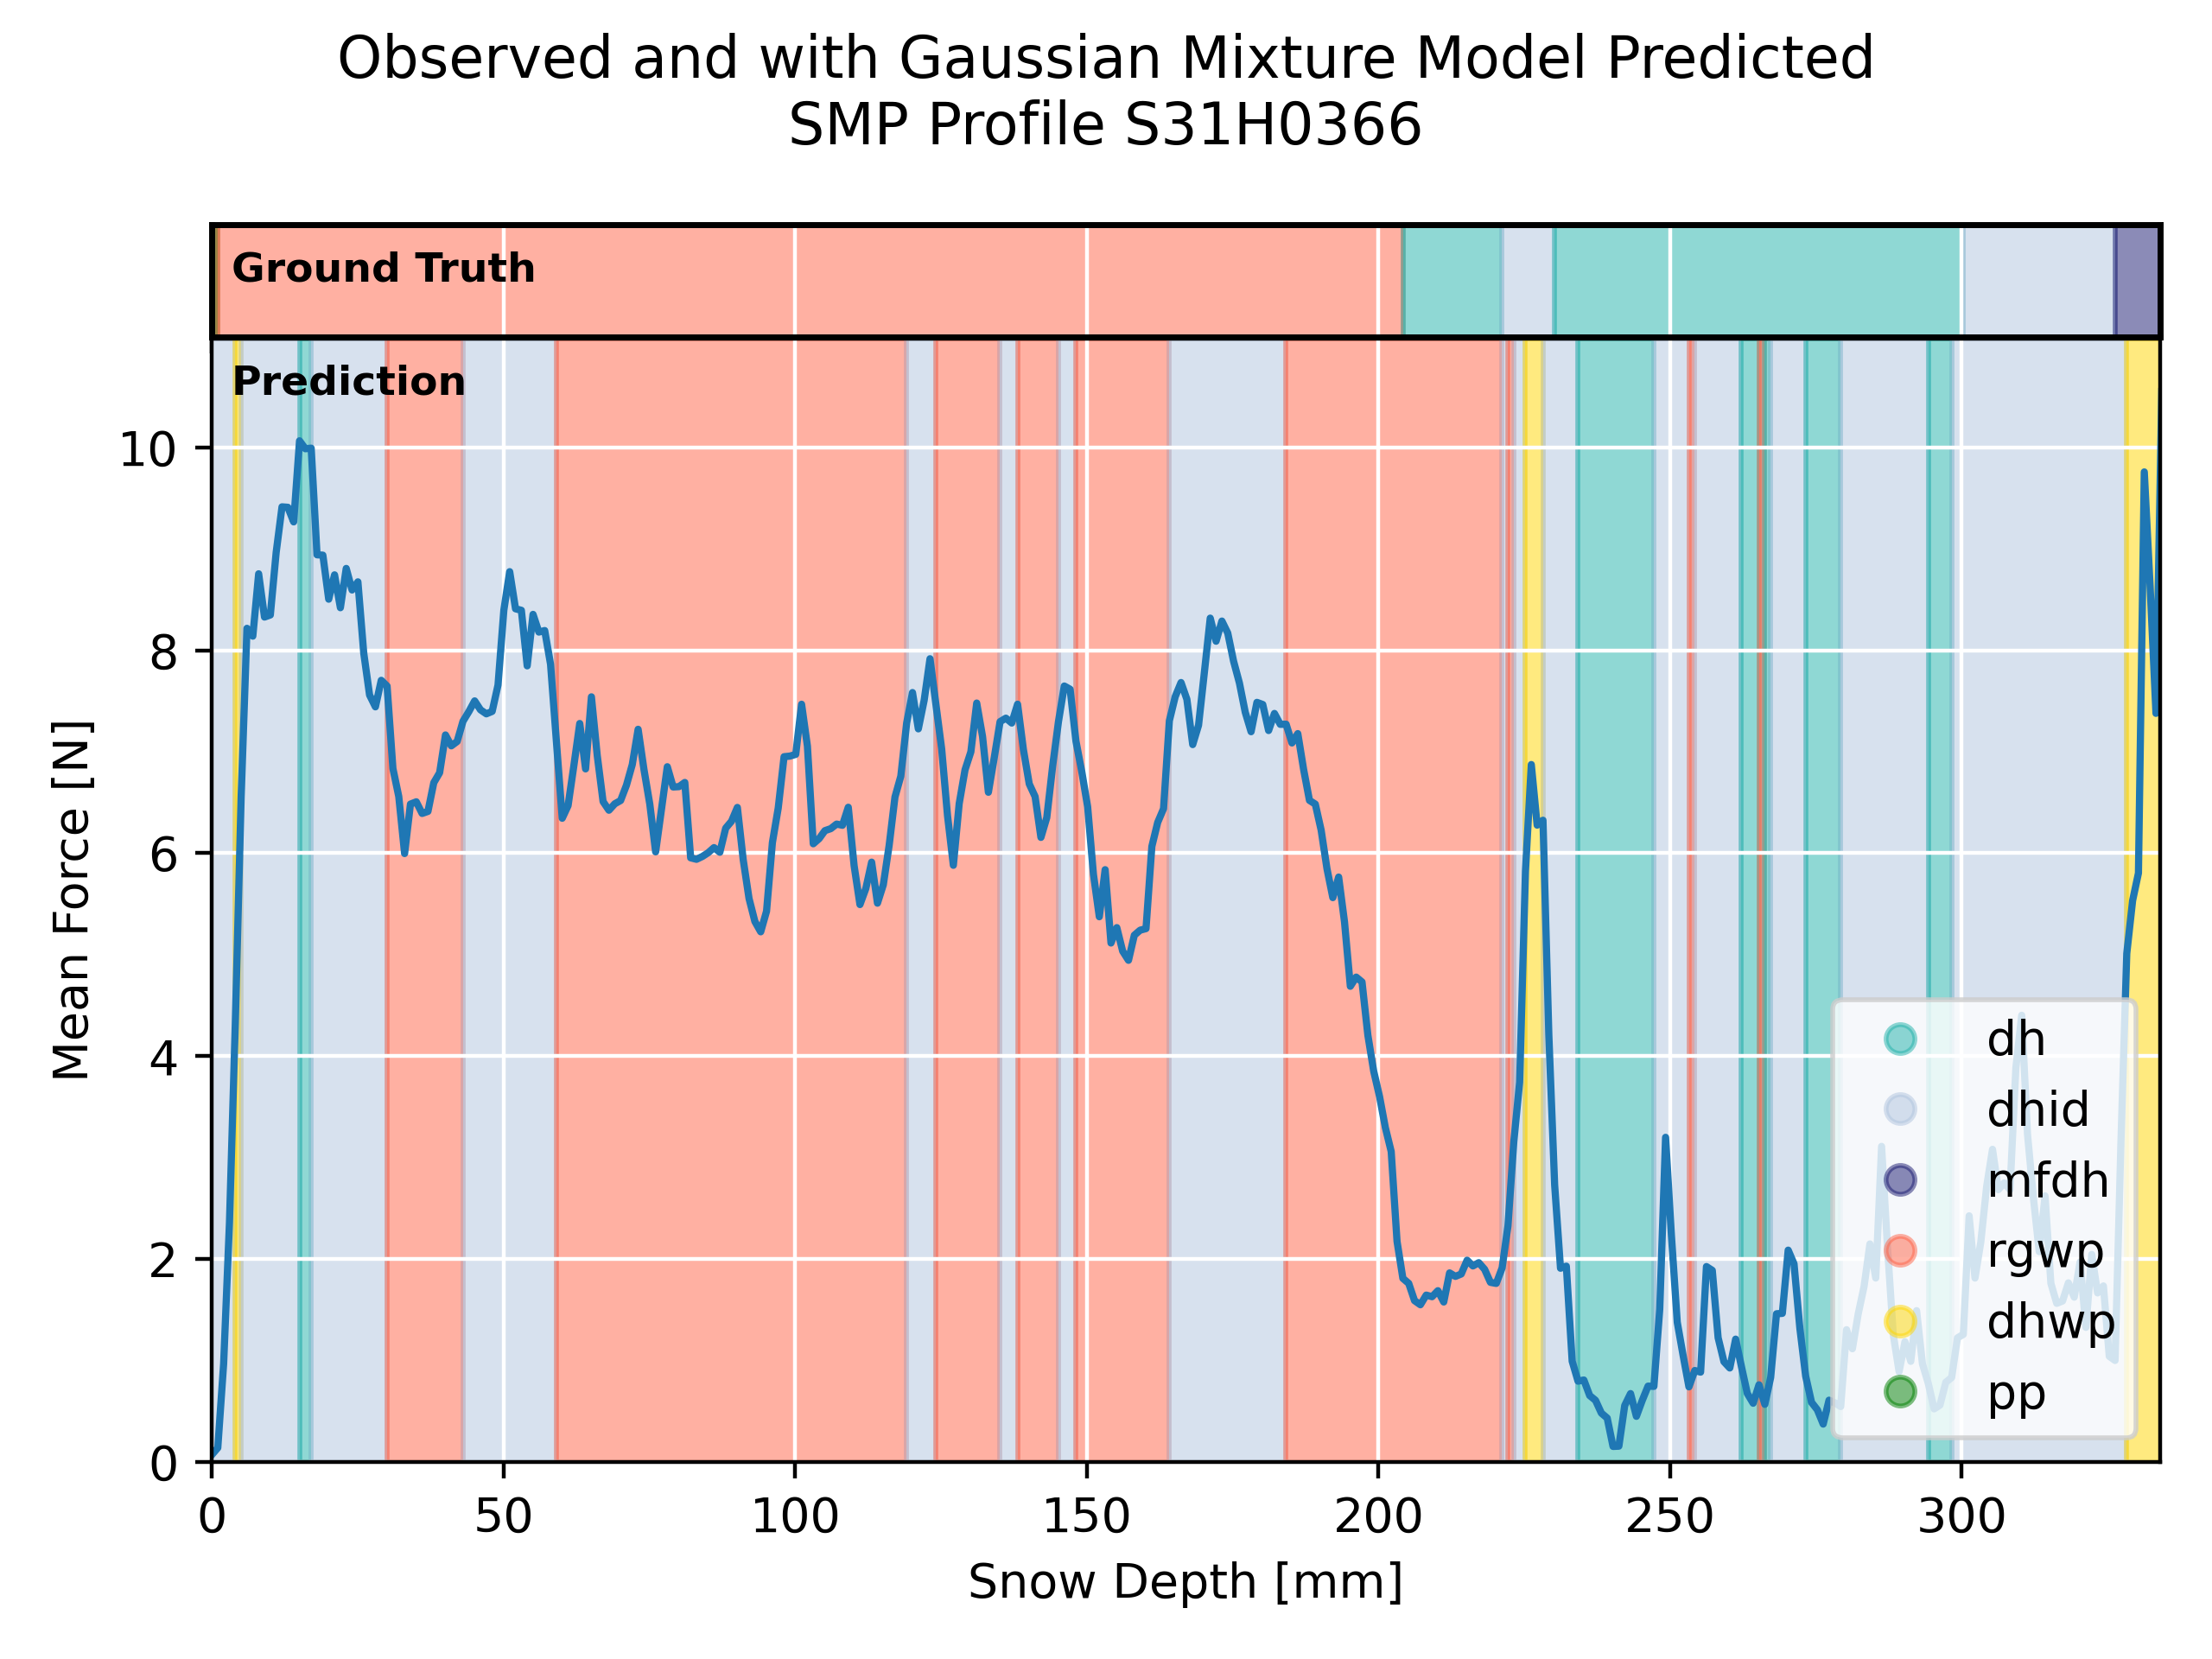 Observed and with Gaussian Mixture Model Predicted
SMP Profile S31H0366
Ground Truth
Prediction
10
8
6
4
2
0
Mean Force [N]
dh
dhid
mfdh
rgwp
dhwp
pp
0 50 100 150 200 250 300
Snow Depth [mm]